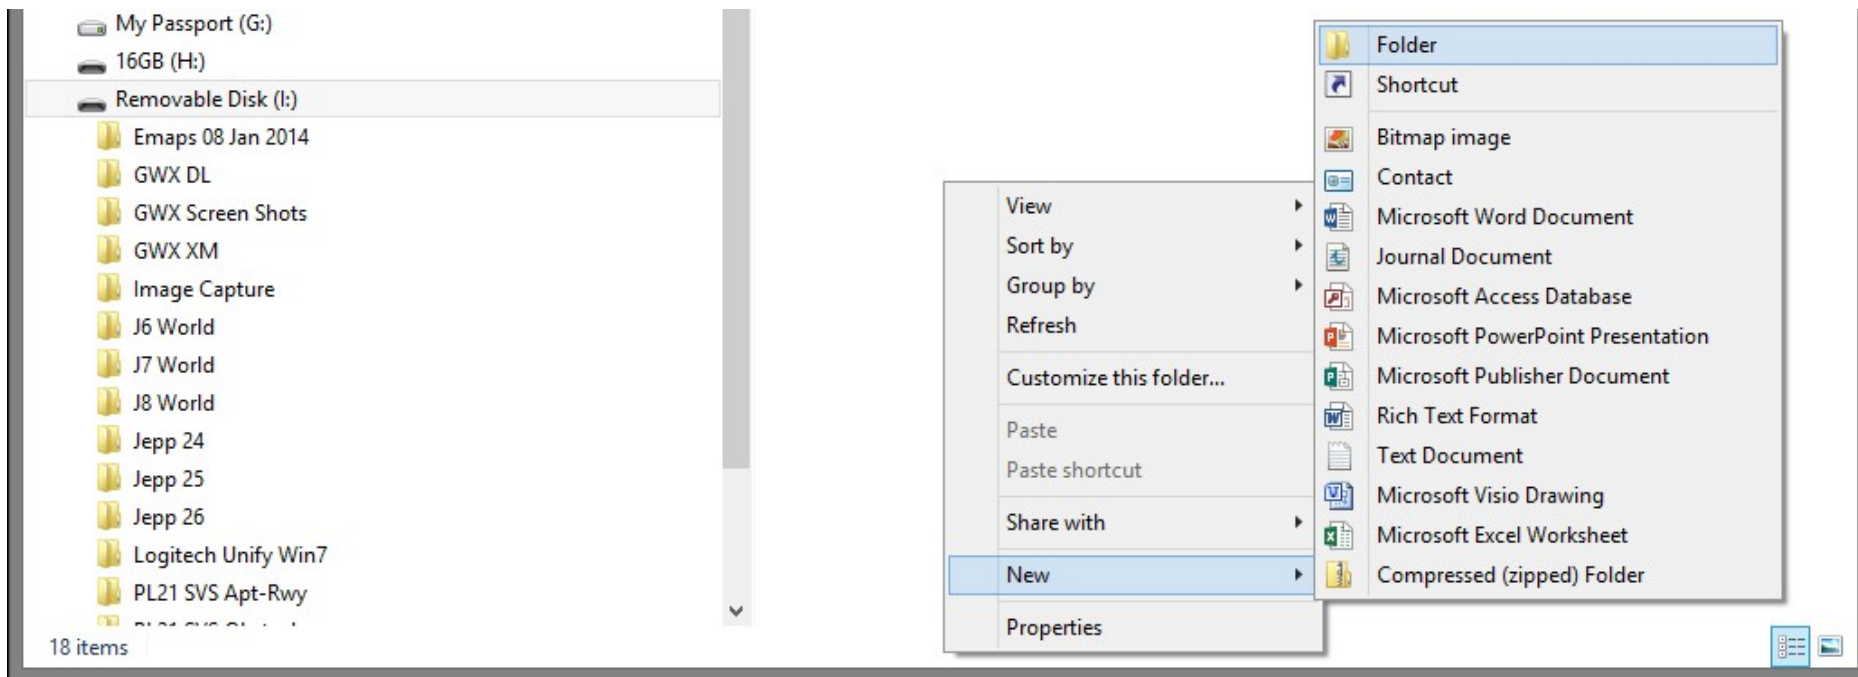 My Passport (G:)
16GB (H:)
Removable Disk (I:)
Emaps 08 Jan 2014
GWX DL
GWX Screen Shots
GWX XM
Image Capture
J6 World
J7 World
J8 World
Jepp 24
Jepp 25
Jepp 26
Logitech Unify Win7
PL21 SVS Apt-Rwy
18 items
View
Sort by
Group by
Refresh
Customize this folder...
Paste
Paste shortcut
Share with
New
Properties
Folder
Shortcut
Bitmap image
Contact
Microsoft Word Document
Journal Document
Microsoft Access Database
Microsoft PowerPoint Presentation
Microsoft Publisher Document
Rich Text Format
Text Document
Microsoft Visio Drawing
Microsoft Excel Worksheet
Compressed (zipped) Folder